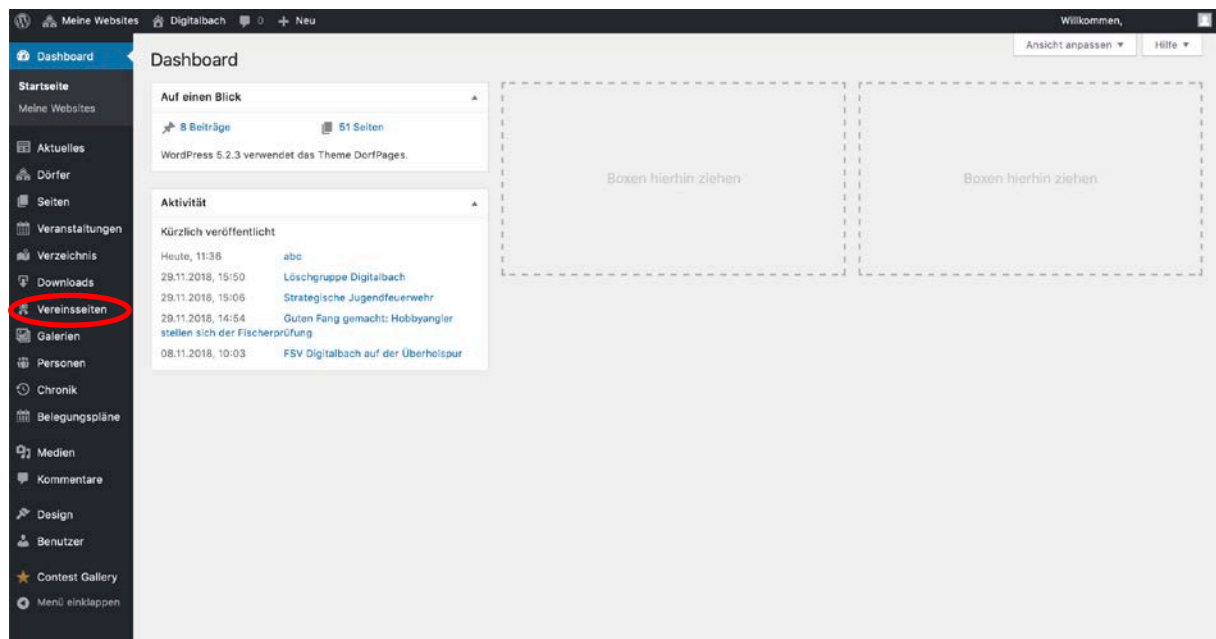 Meine Websites Digitalbach 0 + Neu Willkommen,
Ansicht anpassen ▼ Hilfe ▼
Dashboard
Startseite
Meine Websites
Aktuelles
Dörfer
Seiten
Veranstaltungen
Verzeichnis
Downloads
Vereinsseiten
Galerien
Personen
Chronik
Belegungspläne
Medien
Kommentare
Design
Benutzer
Contest Gallery
Menü einklappen
Dashboard
Auf einen Blick
8 Beiträge 51 Seiten
WordPress 5.2.3 verwendet das Theme DorfPages.
Aktivität
Kürzlich veröffentlicht
Heute, 11:36 abc
29.11.2018, 15:50 Löschgruppe Digitalbach
29.11.2018, 15:06 Strategische Jugendfeuerwehr
29.11.2018, 14:54 Guten Fang gemacht: Hobbyangler
stellen sich der Fischerprüfung
08.11.2018, 10:03 FSV Digitalbach auf der Überholspur
Boxen hierhin ziehen
Boxen hierhin ziehen